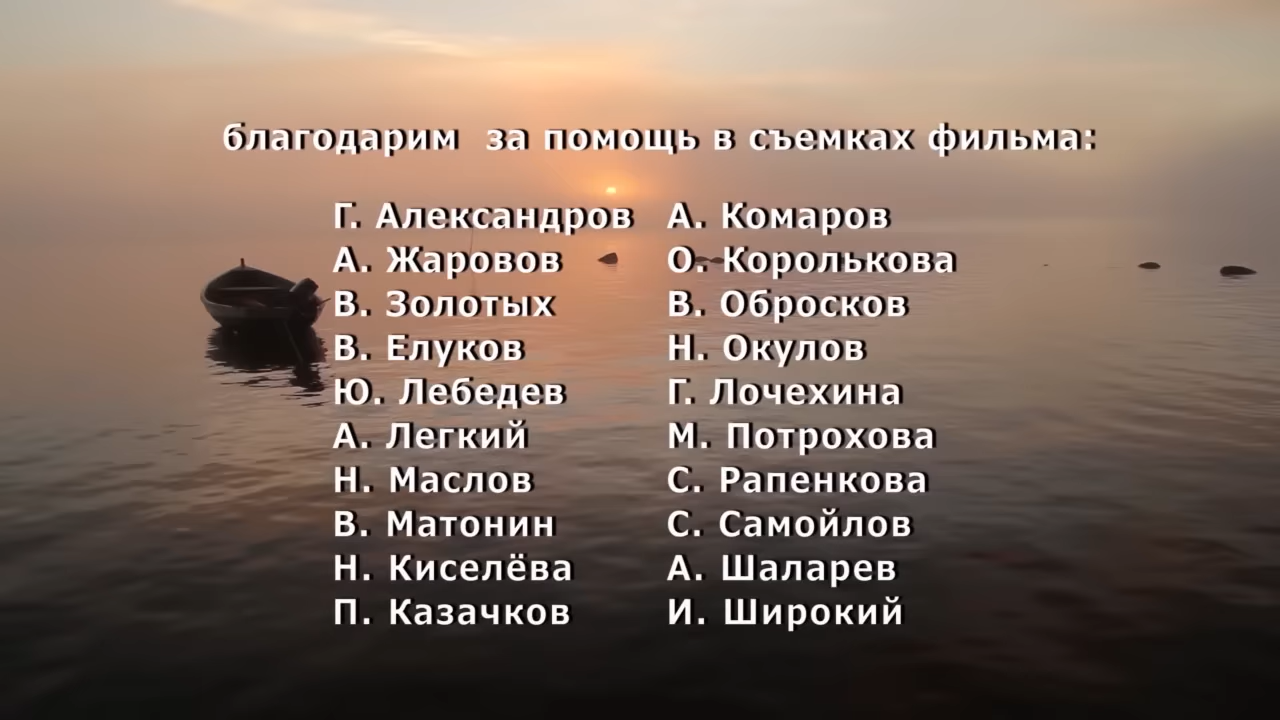 благодарим за помощь в съемках фильма:
Г. Александров
А. Жаровов
В. Золотых
В. Елуков
Ю. Лебедев
А. Легкий
Н. Маслов
В. Матонин
Н. Киселёва
П. Казачков
А. Комаров
О. Королькова
В. Обросков
Н. Окулов
Г. Лочехина
М. Потрохова
С. Рапенкова
С. Самойлов
А. Шаларев
И. Широкий